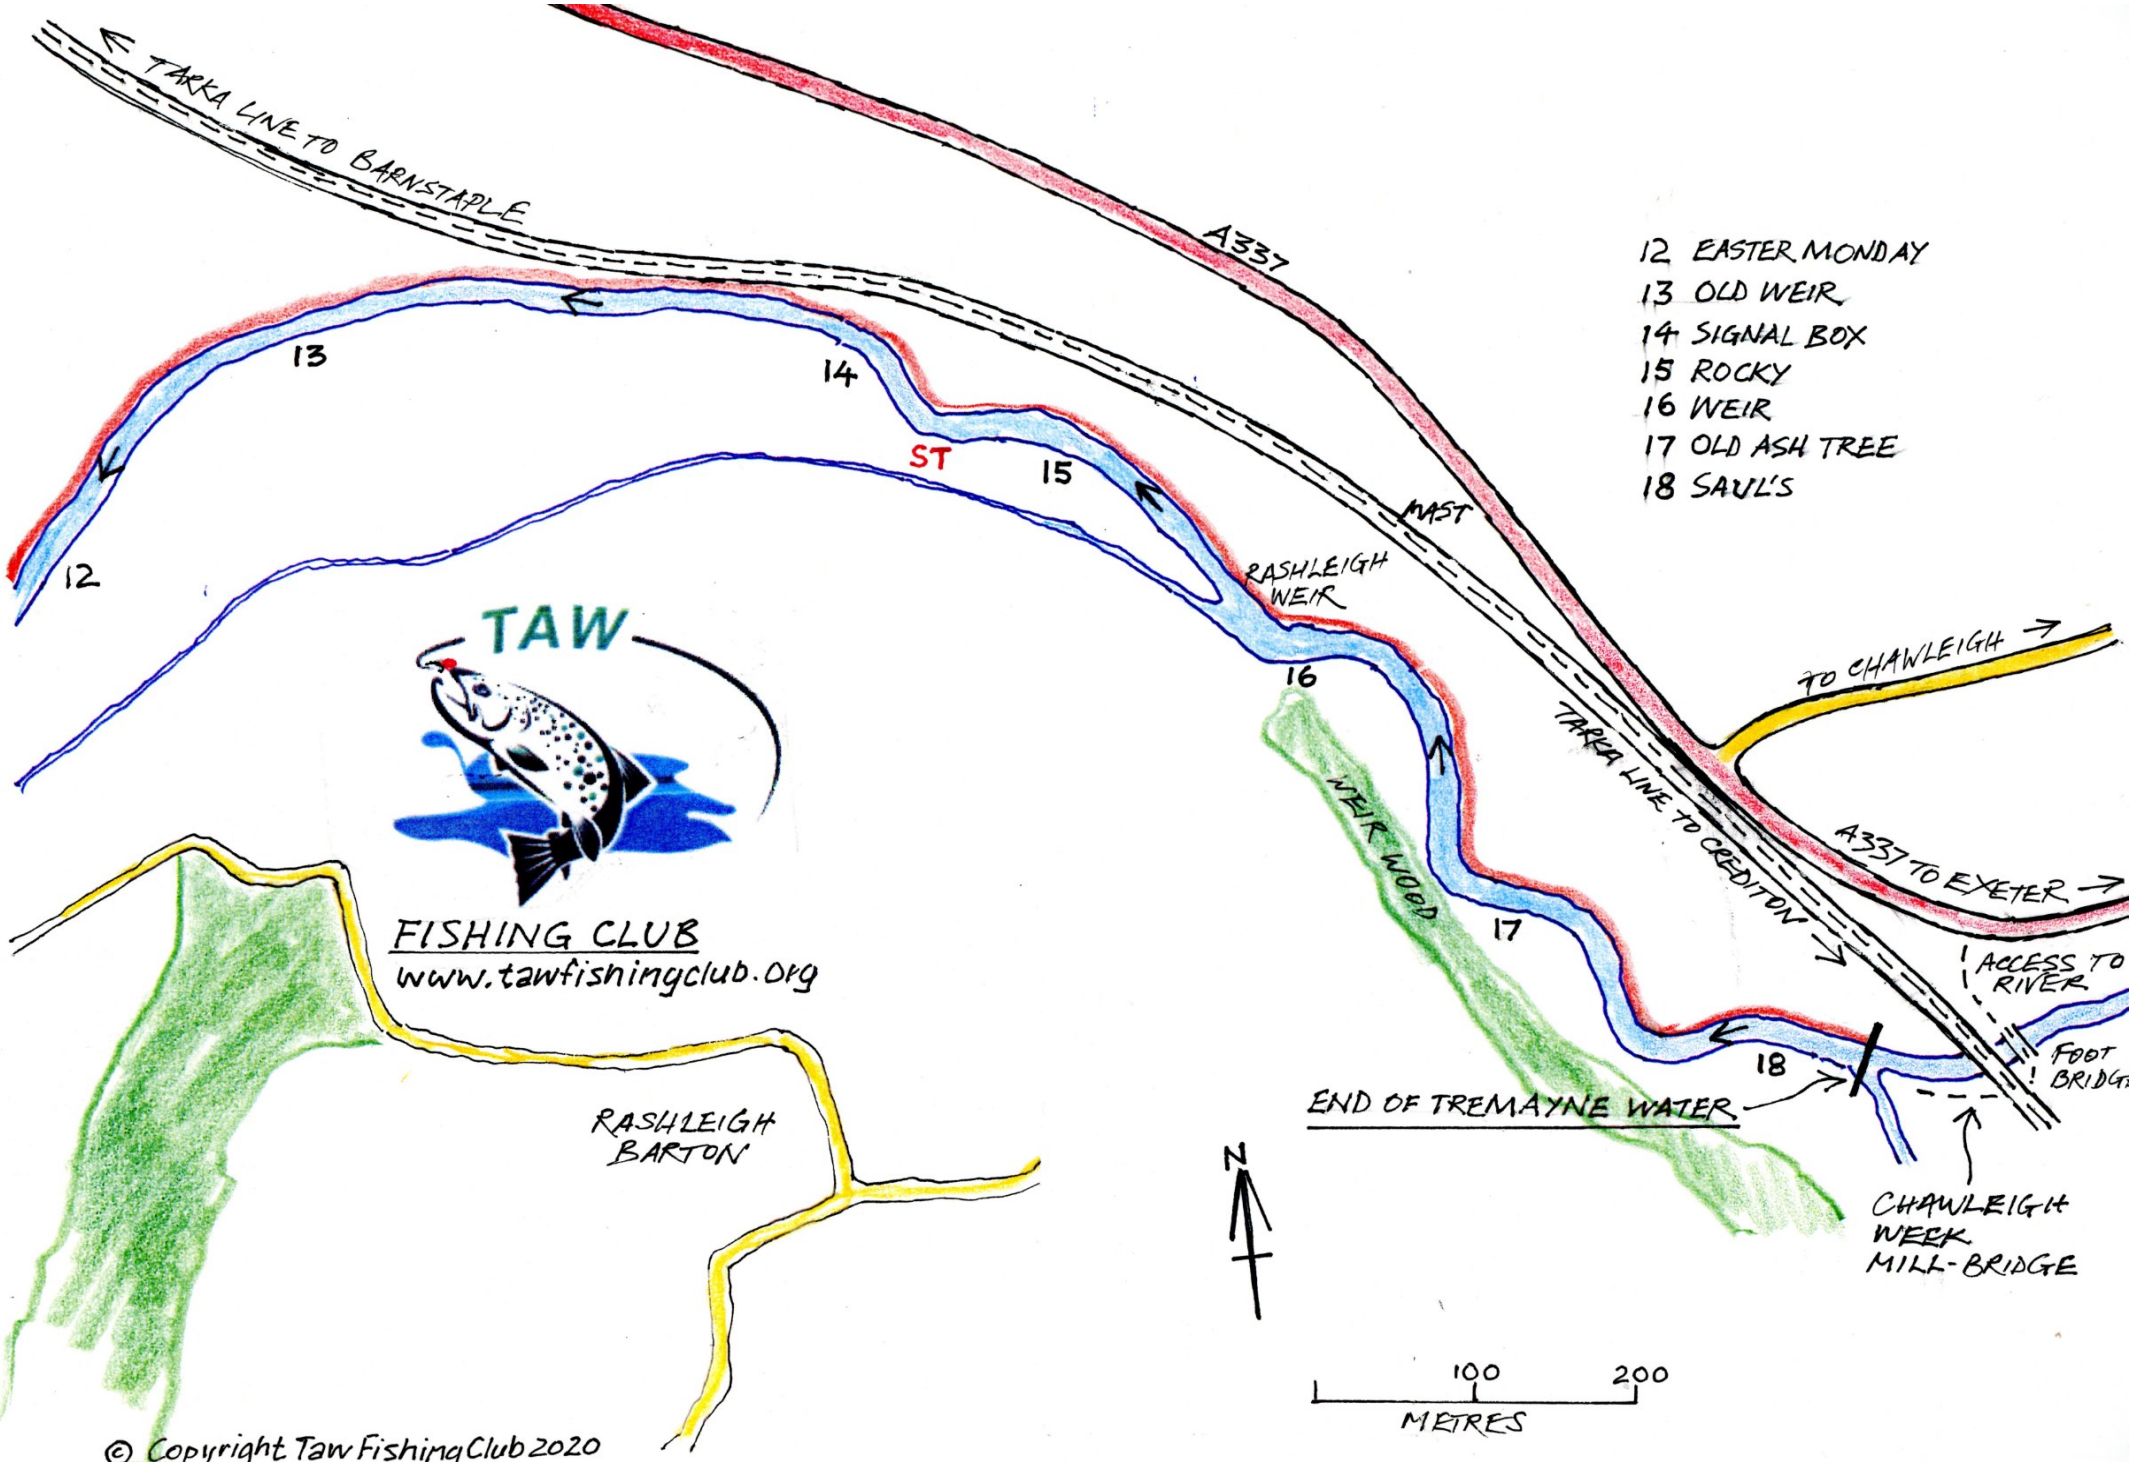 TARKA LINE TO BARNSTAPLE
A337
12 EASTER MONDAY
13 OLD WEIR
14 SIGNAL BOX
15 ROCKY
16 WEIR
17 OLD ASH TREE
18 SAUL'S
13
14
ST
15
12
MAST
RASHLEIGH
WEIR
16
TO CHAWLEIGH
TAW
FISHING CLUB
www.tawfishingclub.org
WEIR WOOD
TARKA LINE TO CREDITON
A337 TO EXETER
17
ACCESS TO
RIVER
18
FOOT
BRIDGE
END OF TREMAYNE WATER
RASHLEIGH
BARTON
N
CHAWLEIGH
WEEK
MILL-BRIDGE
100 200
METRES
© Copyright Taw Fishing Club 2020